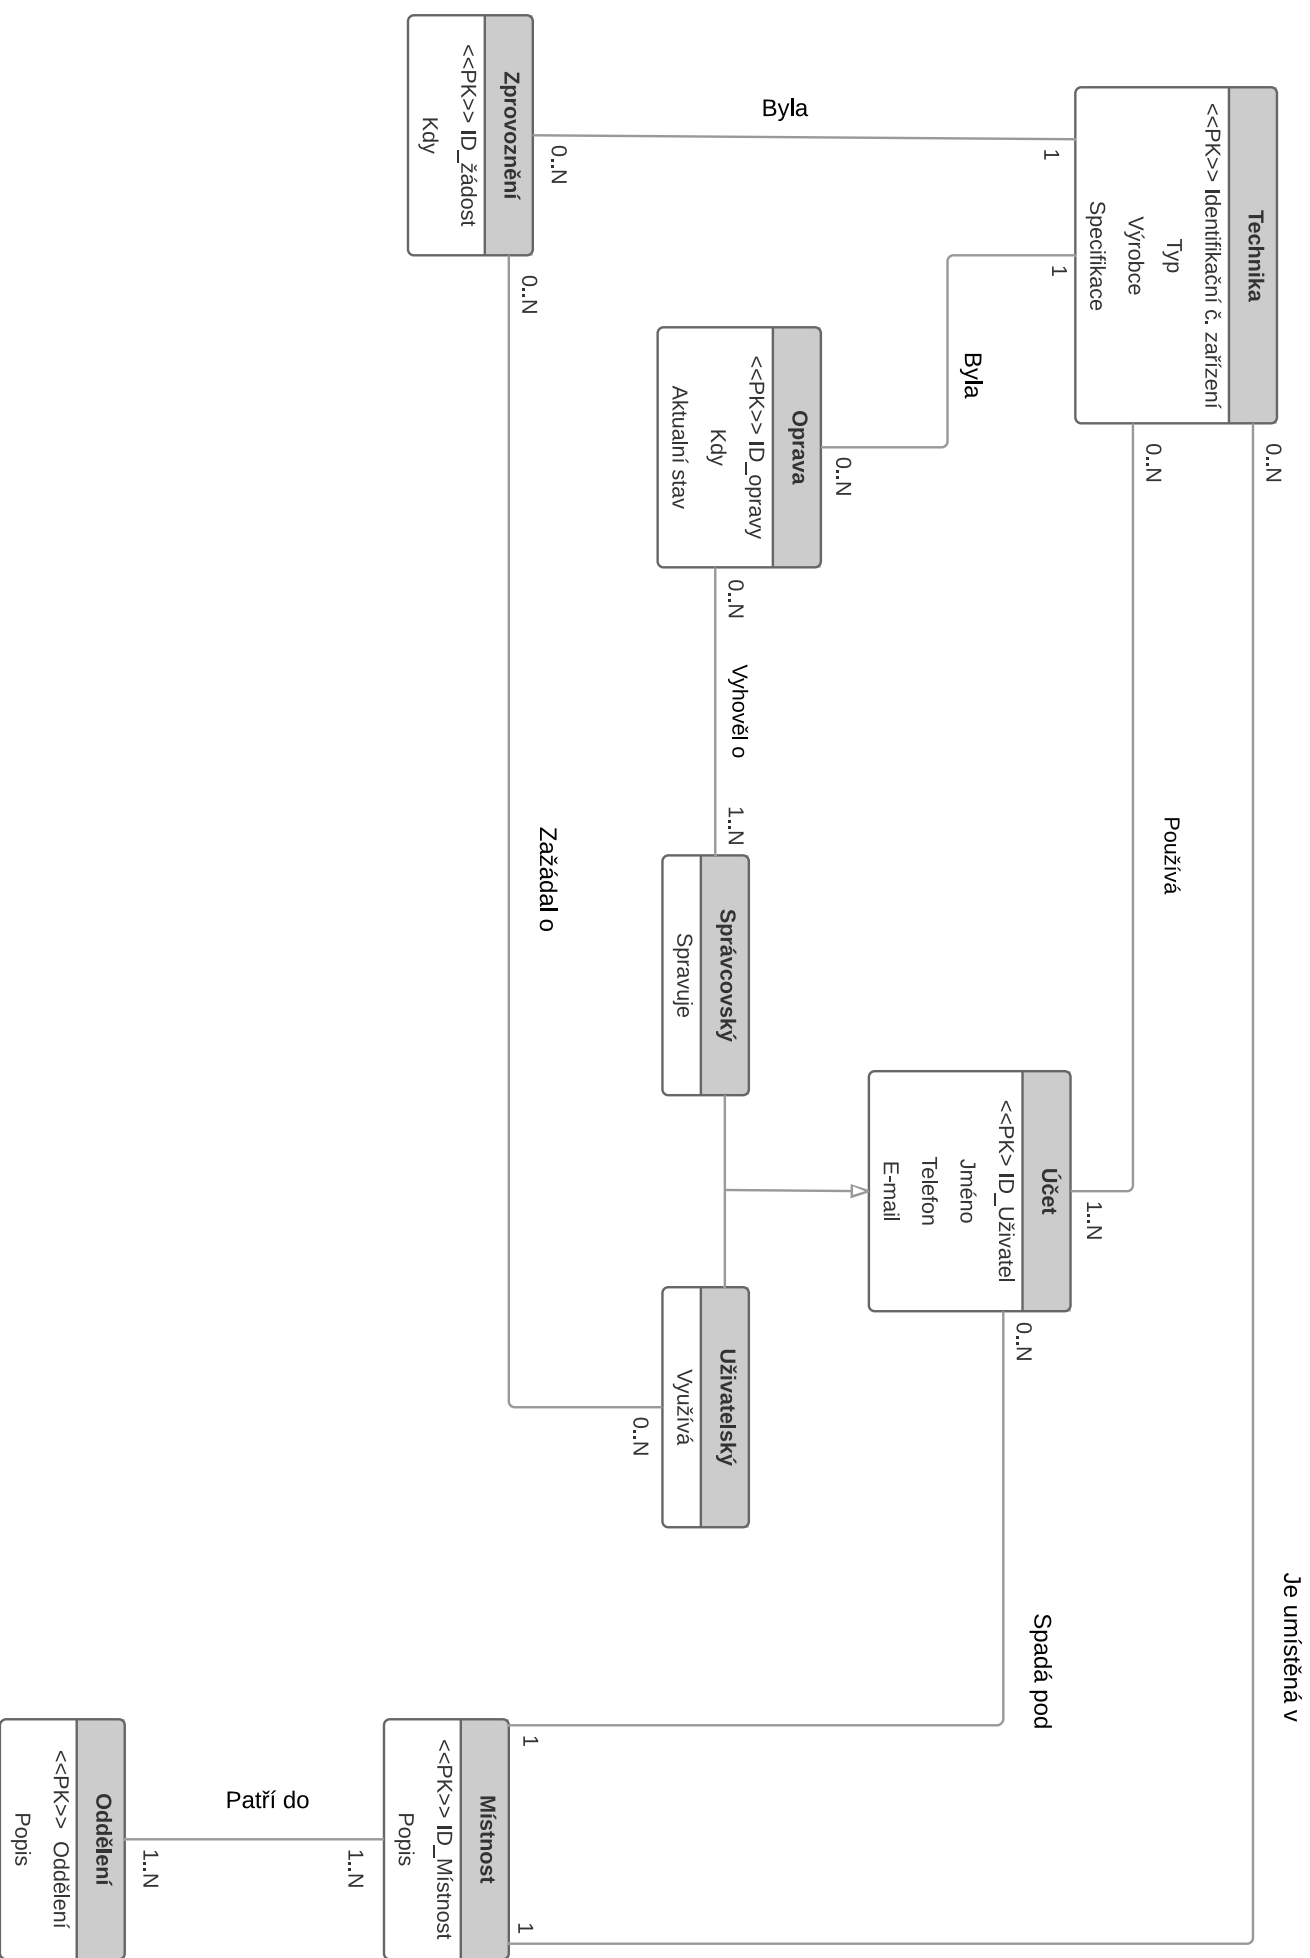 Technika
<<PK>> Identifikační č. zařízení
Typ
Výrobce
Specifikace
Byla
1
0..N
Zprovoznění
<<PK>> ID_žádost
Kdy
0..N
1
Byla
0..N
Oprava
<<PK>> ID_opravy
Kdy
Aktualní stav
0..N
Vyhověl o
1..N
Správcovský
Spravuje
0..N
Používá
1..N
Účet
<<PK> ID_Uživatel
Jméno
Telefon
E-mail
0..N
Spadá pod
1
Uživatelský
Využívá
0..N
Zažádal o
0..N
Je umístěná v
1
Místnost
<<PK>> ID_Místnost
Popis
1..N
Patří do
1..N
Oddělení
<<PK>> Oddělení
Popis